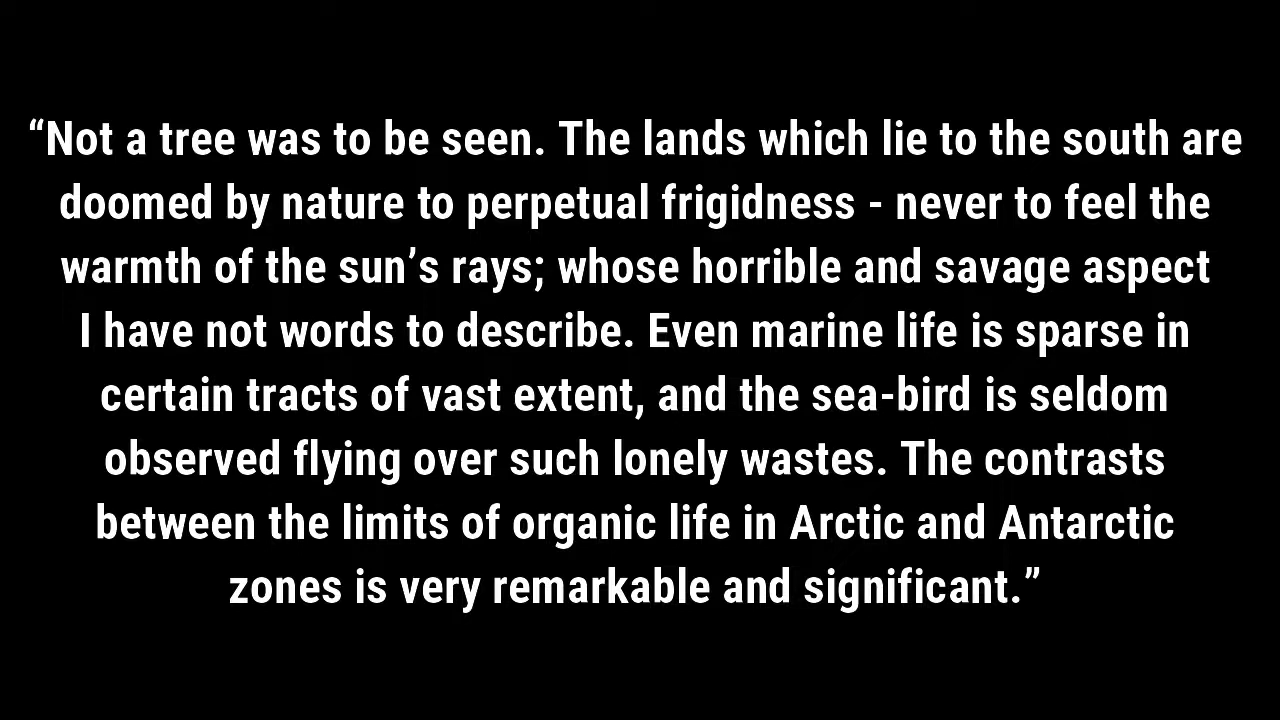 “Not a tree was to be seen. The lands which lie to the south are
doomed by nature to perpetual frigidness - never to feel the
warmth of the sun’s rays; whose horrible and savage aspect
I have not words to describe. Even marine life is sparse in
certain tracts of vast extent, and the sea-bird is seldom
observed flying over such lonely wastes. The contrasts
between the limits of organic life in Arctic and Antarctic
zones is very remarkable and significant.”